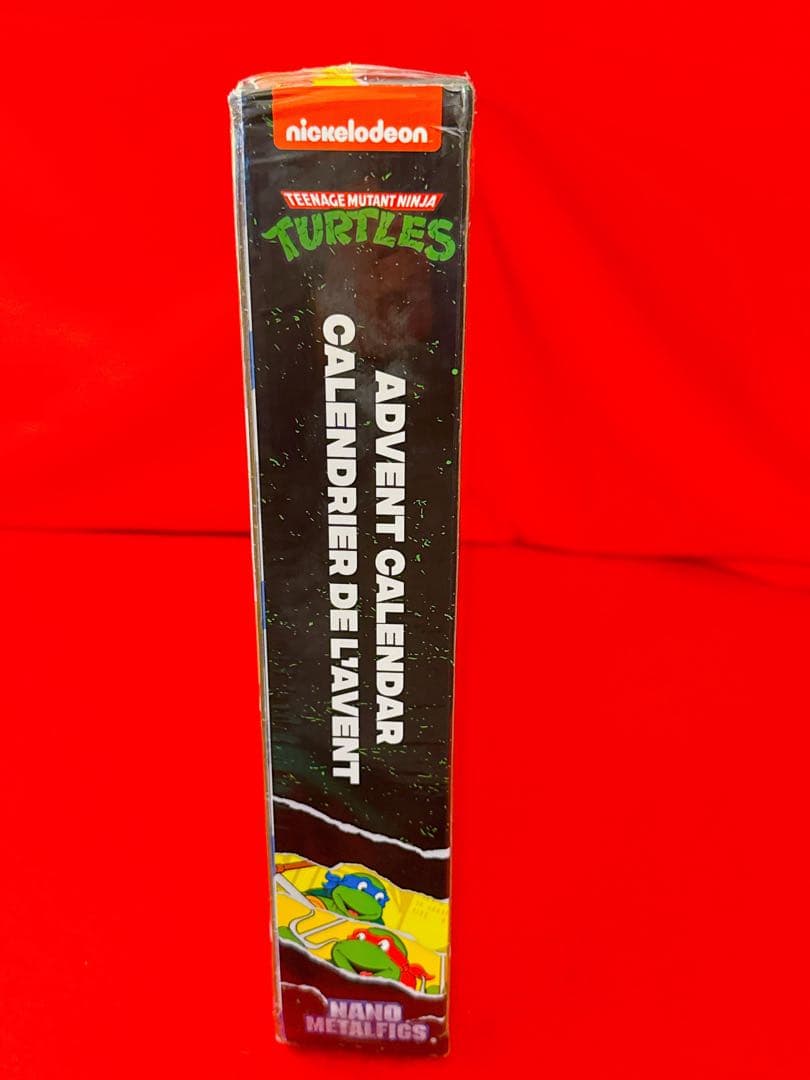 nickelodeon
TEENAGE MUTANT NINJA
TURTLES
ADVENT CALENDAR
CALENDRIER DE L'AVENT
NANO
METALFIGS